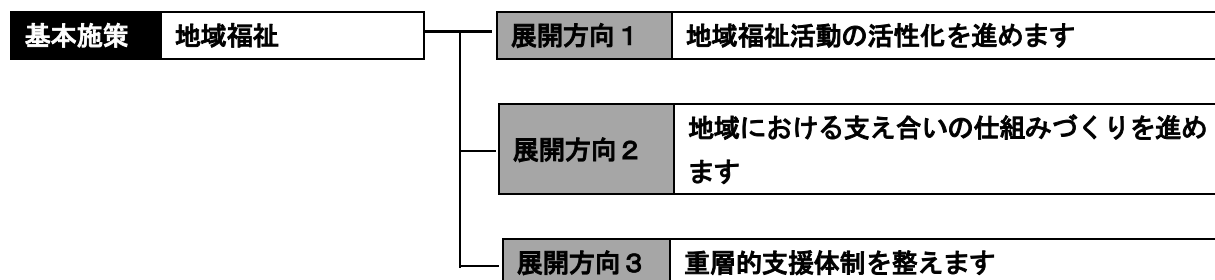 基本施策 地域福祉 展開方向１ 地域福祉活動の活性化を進めます
展開方向２ 地域における支え合いの仕組みづくりを進め
ます
展開方向３ 重層的支援体制を整えます